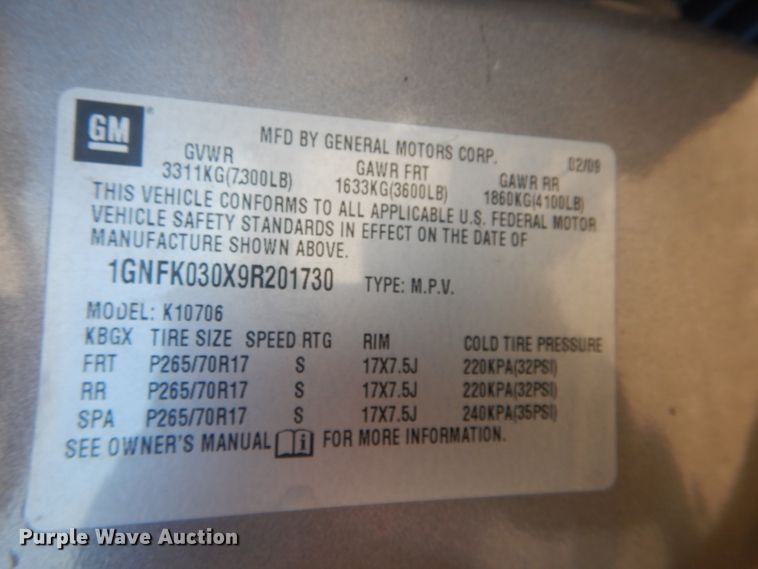 GM
MFD BY GENERAL MOTORS CORP. 02/09
GVWR GAWR FRT GAWR RR
3311KG(7300LB) 1633KG(3600LB) 1860KG(4100LB)
THIS VEHICLE CONFORMS TO ALL APPLICABLE U.S. FEDERAL MOTOR
VEHICLE SAFETY STANDARDS IN EFFECT ON THE DATE OF
MANUFACTURE SHOWN ABOVE.
1GNFK030X9R201730 TYPE: M.P.V.
MODEL: K10706
KBGX TIRE SIZE SPEED RTG RIM COLD TIRE PRESSURE
FRT P265/70R17 S 17X7.5J 220KPA(32PSI)
RR P265/70R17 S 17X7.5J 220KPA(32PSI)
SPA P265/70R17 S 17X7.5J 240KPA(35PSI)
SEE OWNER'S MANUAL i FOR MORE INFORMATION.
Purple Wave Auction